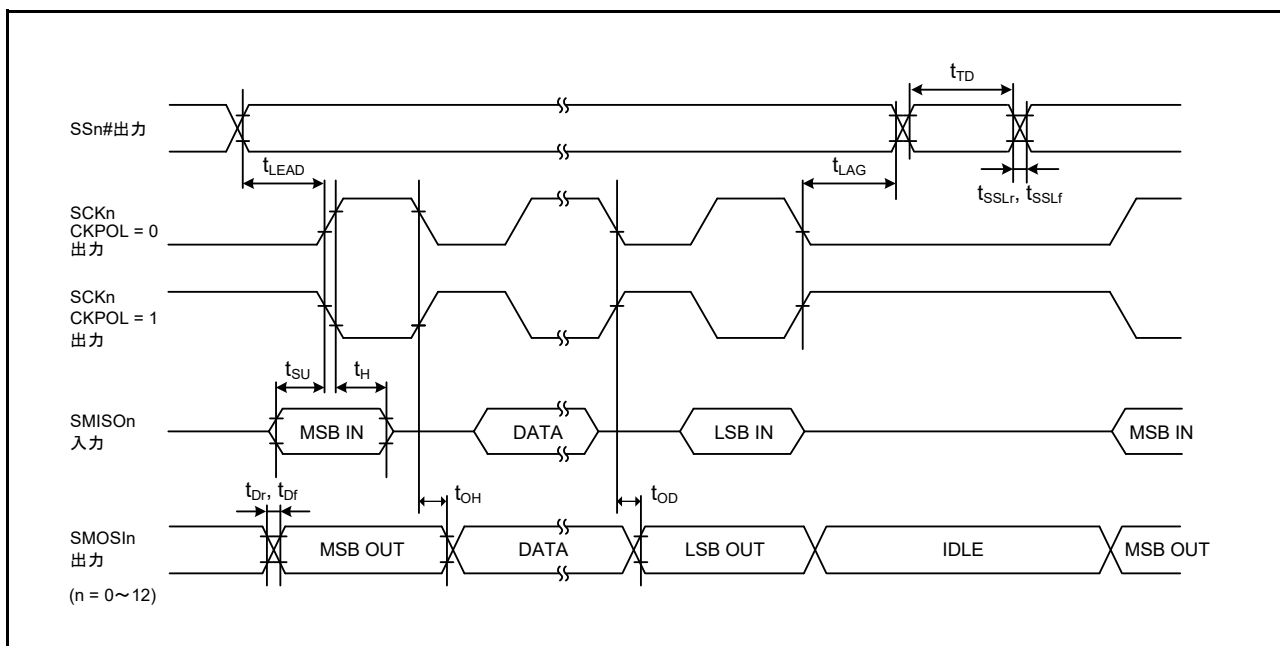 tTD
SSn#出力
tLEAD
tLAG
tSSLr, tSSLf
SCKn
CKPOL = 0
出力
SCKn
CKPOL = 1
出力
tSU
tH
SMISOn
入力
MSB IN
DATA
LSB IN
MSB IN
tDr, tDf
tOH
tOD
SMOSIn
出力
MSB OUT
DATA
LSB OUT
IDLE
MSB OUT
(n = 0～12)